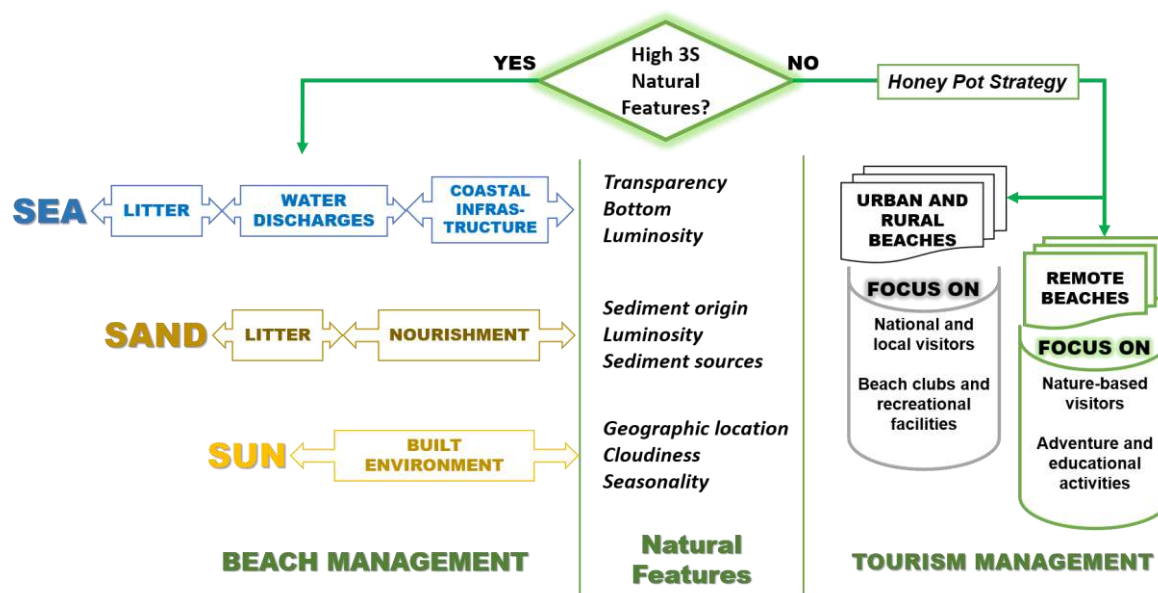 High 3S
Natural
Features?
YES
NO
Honey Pot Strategy
SEA
LITTER
WATER
DISCHARGES
COASTAL
INFRAS-
TRUCTURE
Transparency
Bottom
Luminosity
SAND
LITTER
NOURISHMENT
Sediment origin
Luminosity
Sediment sources
SUN
BUILT
ENVIRONMENT
Geographic location
Cloudiness
Seasonality
URBAN AND
RURAL
BEACHES
FOCUS ON
National and
local visitors
Beach clubs and
recreational
facilities
REMOTE
BEACHES
FOCUS ON
Nature-based
visitors
Adventure and
educational
activities
BEACH MANAGEMENT
Natural
Features
TOURISM MANAGEMENT